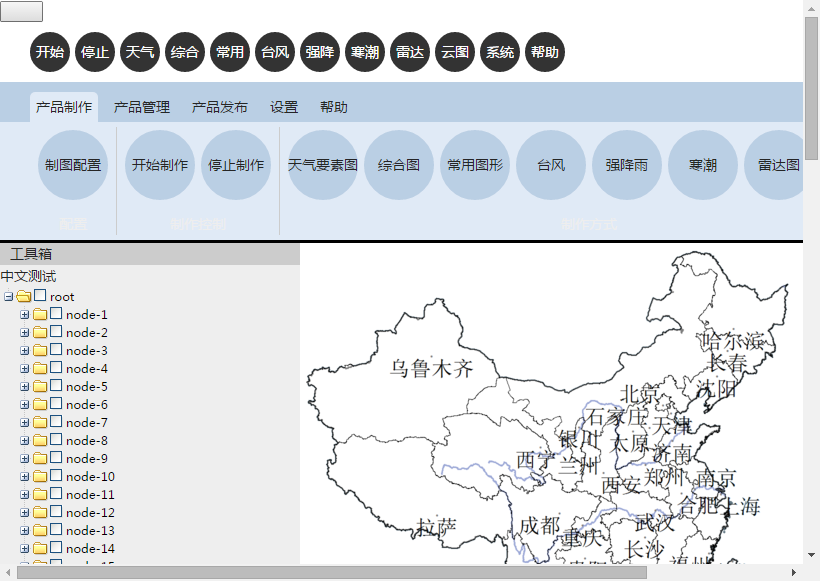 开始 停止 天气 综合 常用 台风 强降 寒潮 雷达 云图 系统 帮助
产品制作 产品管理 产品发布 设置 帮助
制图配置 开始制作 停止制作 天气要素图 综合图 常用图形 台风 强降雨 寒潮 雷达图
配置 制作控制 制作方式
工具箱
中文测试
root
node-1
node-2
node-3
node-4
node-5
node-6
node-7
node-8
node-9
node-10
node-11
node-12
node-13
node-14
哈尔滨
长春
乌鲁木齐
沈阳
北京
石家庄 天津
银川 太原 济南
西宁 兰州
西安 郑州 南京
合肥 上海
拉萨 成都 武汉
重庆 长沙